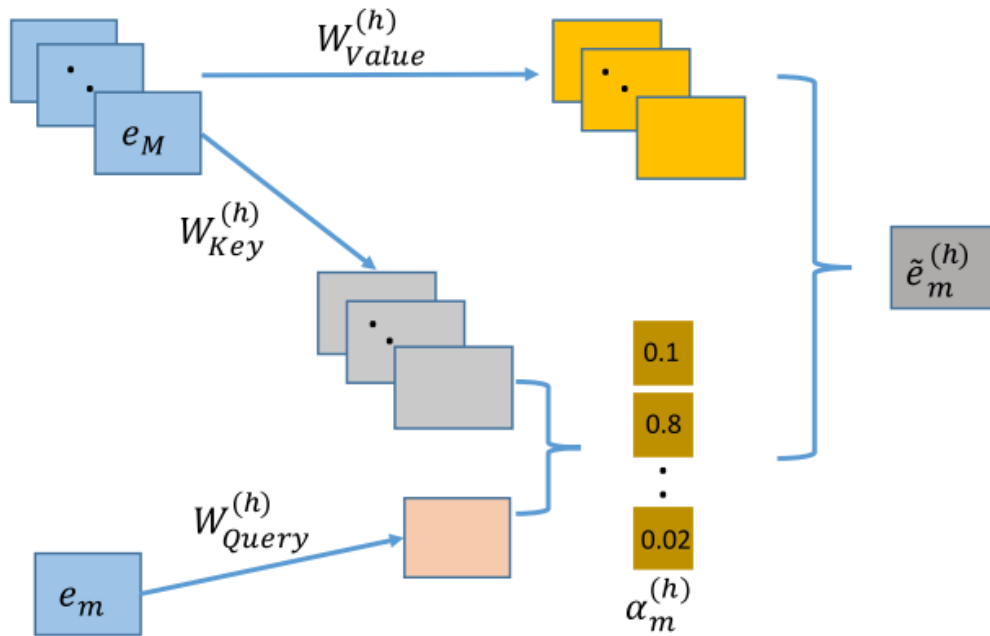 W_{Value}^{(h)}
e_M
W_{Key}^{(h)}
ẽ_m^{(h)}
0.1
0.8
W_{Query}^{(h)}
0.02
e_m
α_m^{(h)}